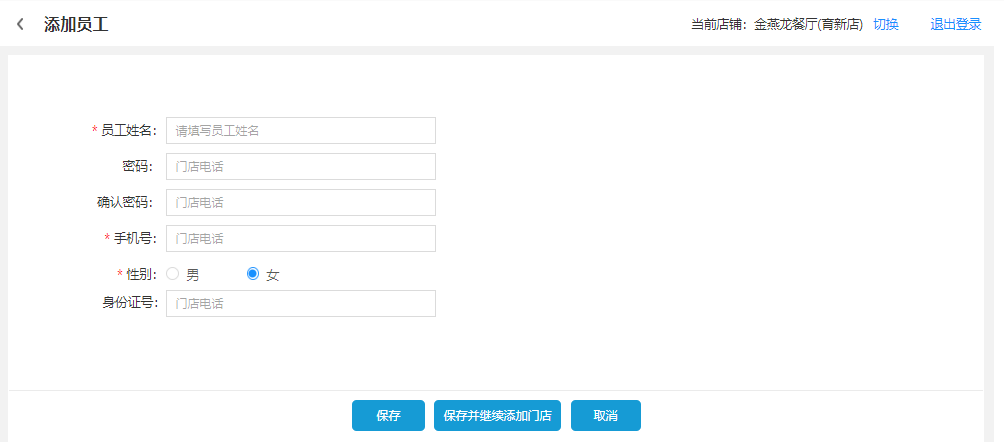 添加员工 当前店铺：金燕龙餐厅(育新店) 切换 退出登录
* 员工姓名: 请填写员工姓名
密码: 门店电话
确认密码: 门店电话
* 手机号: 门店电话
* 性别: 男 女
身份证号: 门店电话
保存 保存并继续添加门店 取消